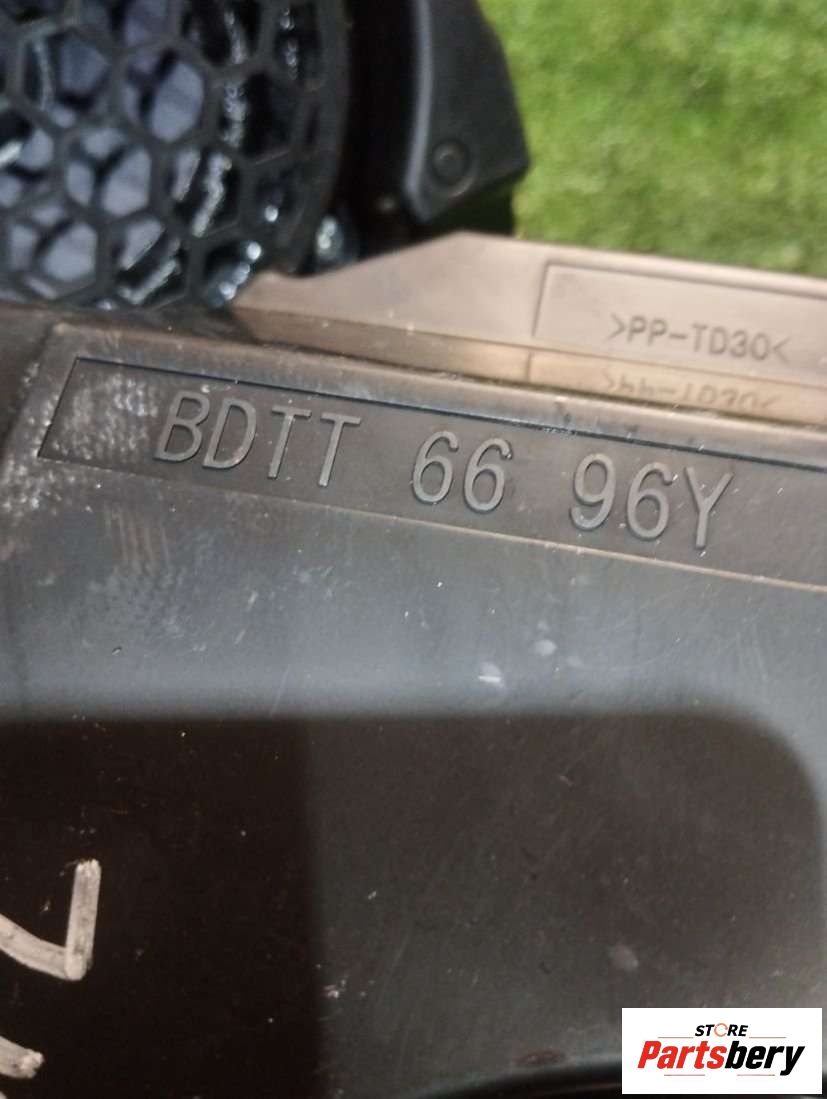 >PP-TD30<
BDTT 66 96Y
STORE
Partsbery